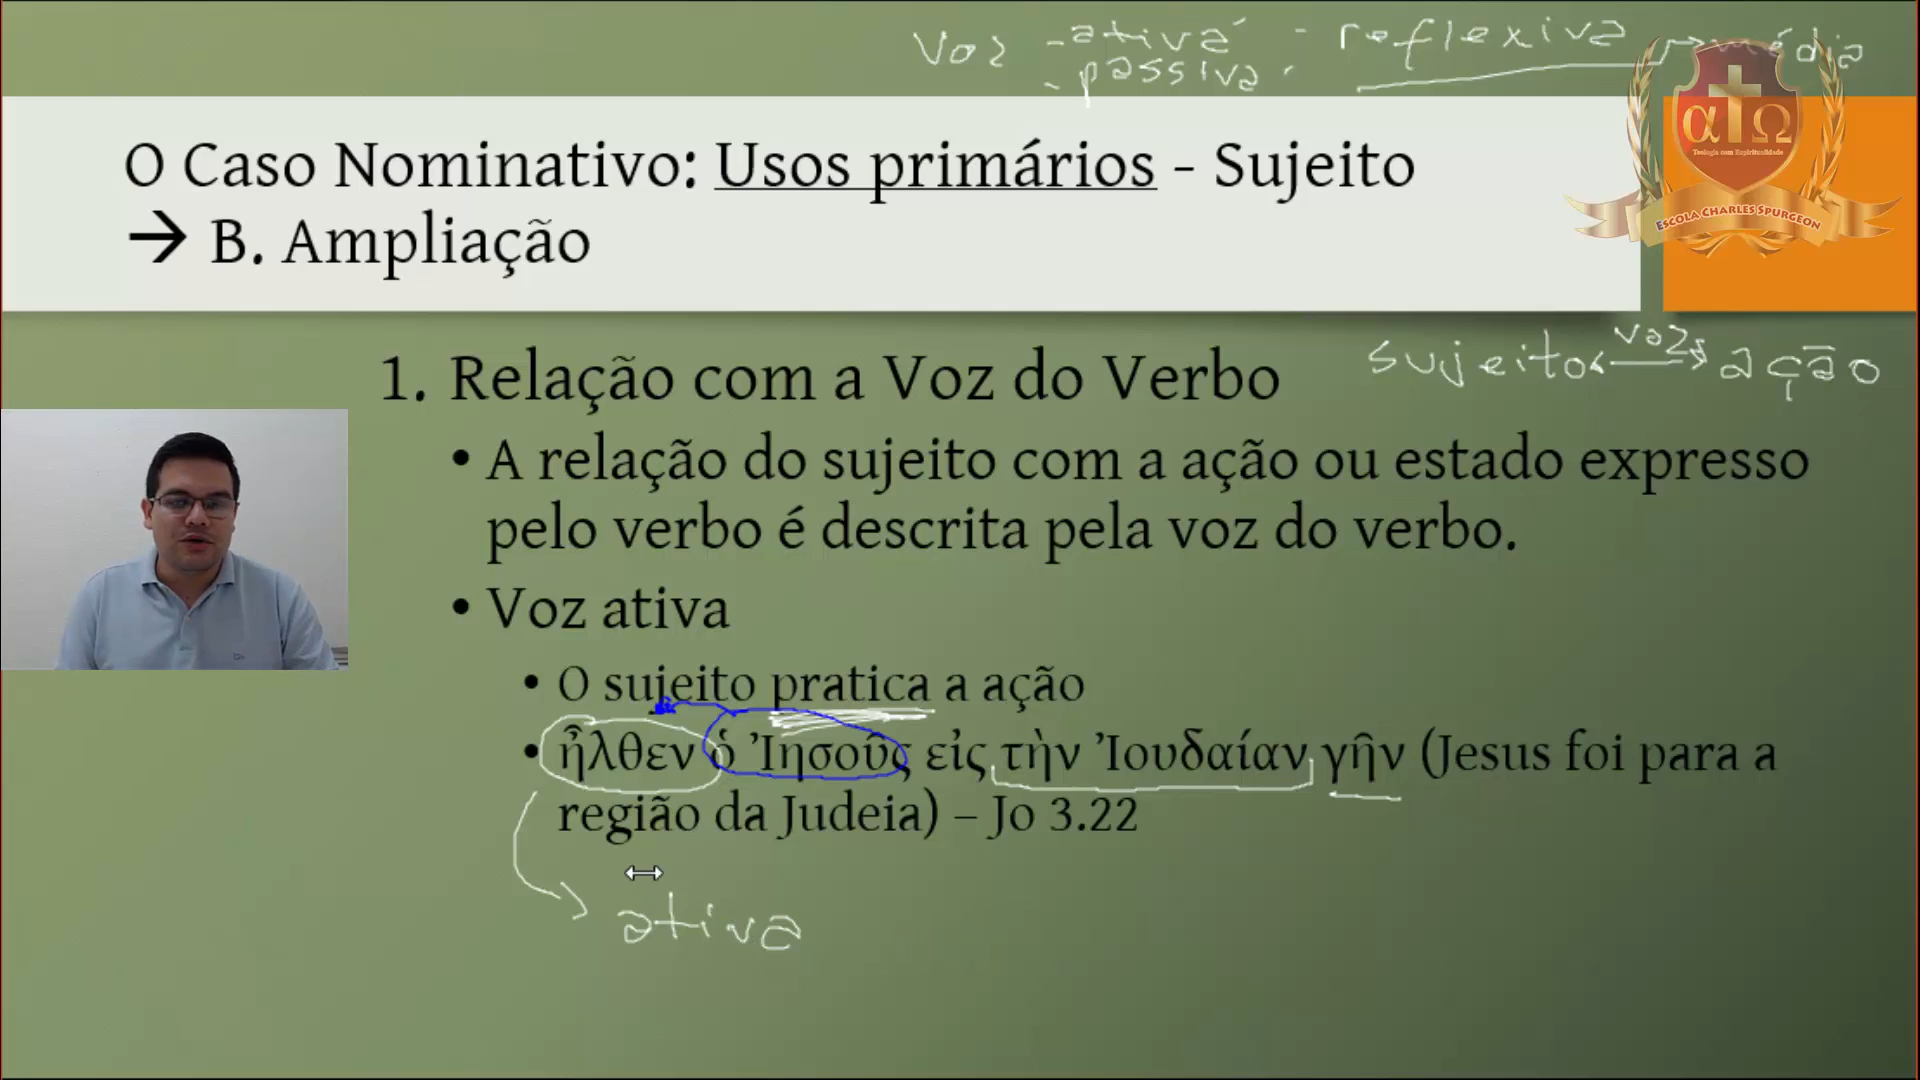 Voz - ativa - reflexiva → média
- passiva
O Caso Nominativo: Usos primários - Sujeito
→ B. Ampliação
α Ω
Teologia com Espiritualidade
ESCOLA CHARLES SPURGEON
voz
sujeito ↔ ação
1. Relação com a Voz do Verbo
• A relação do sujeito com a ação ou estado expresso
pelo verbo é descrita pela voz do verbo.
• Voz ativa
• O sujeito pratica a ação
• ἦλθεν ὁ Ἰησοῦς εἰς τὴν Ἰουδαίαν γῆν (Jesus foi para a
região da Judeia) – Jo 3.22
ativa